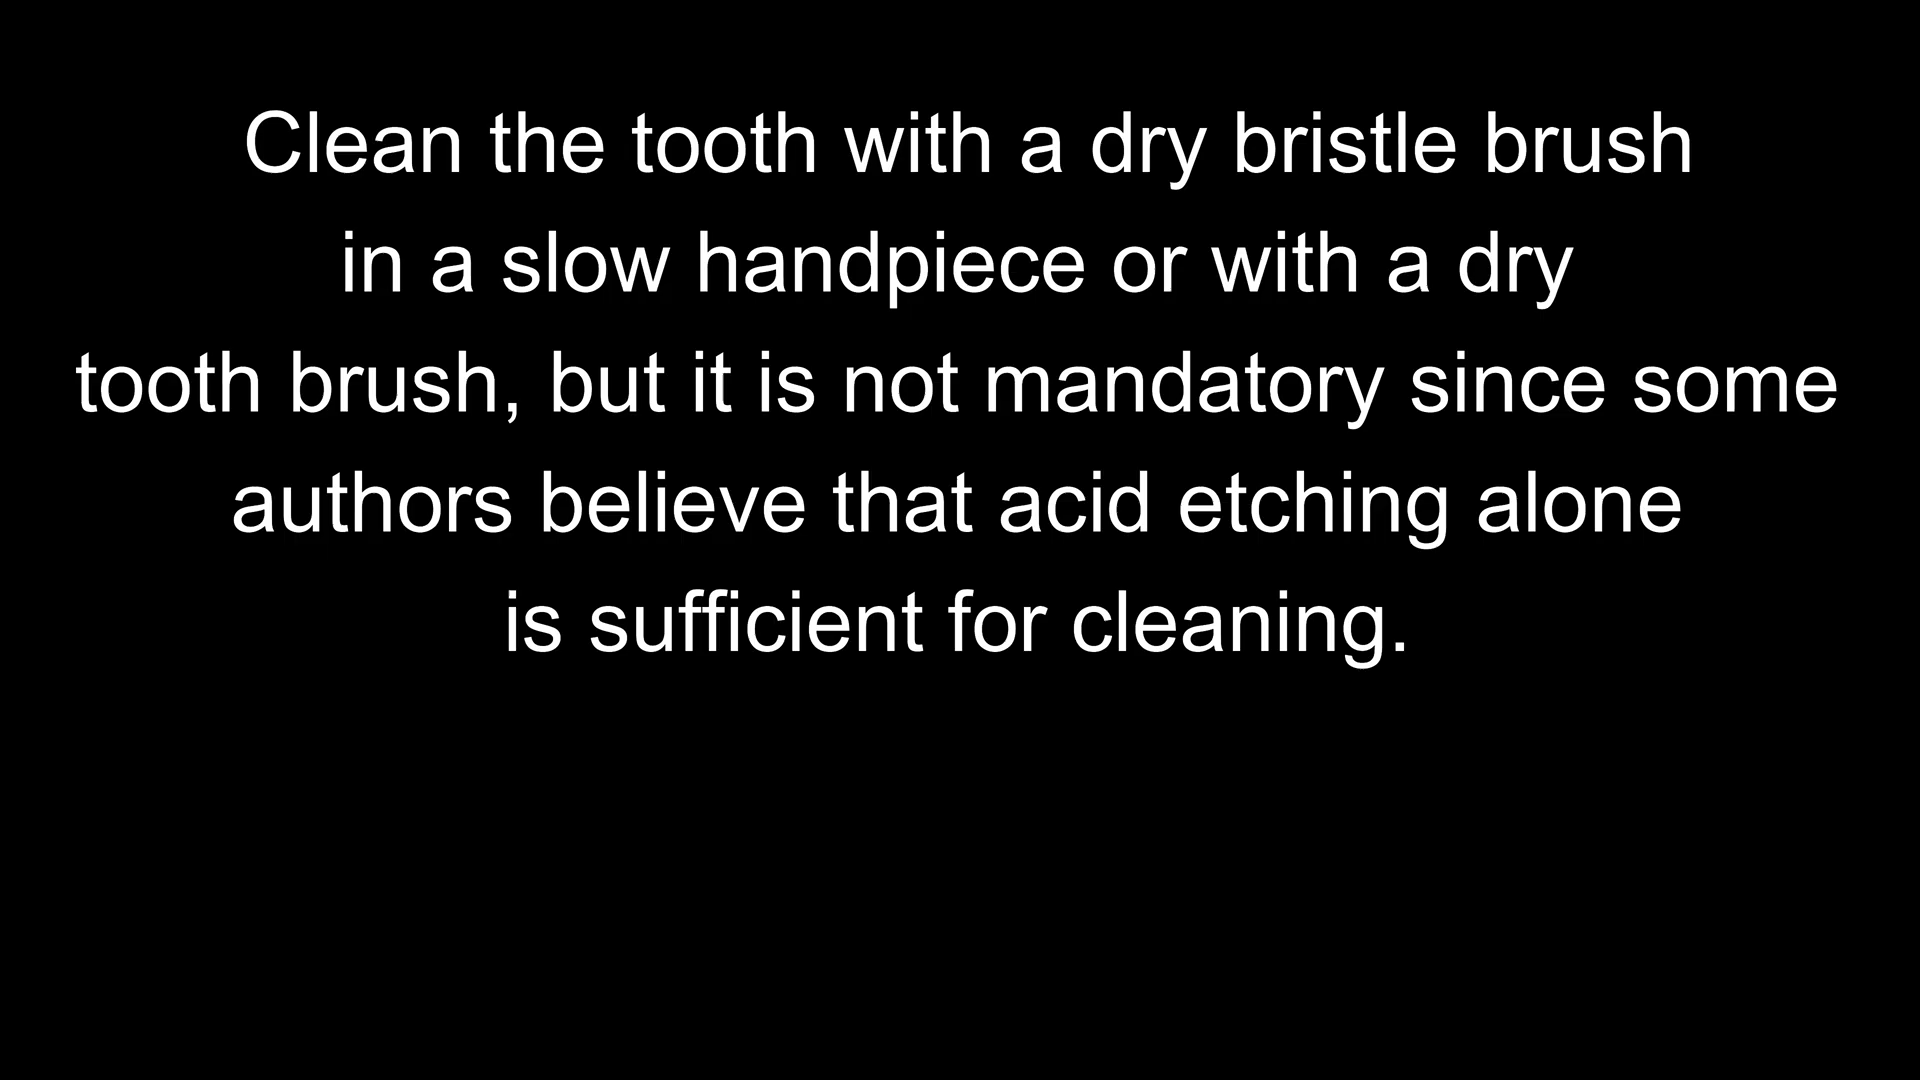 Clean the tooth with a dry bristle brush
in a slow handpiece or with a dry
tooth brush, but it is not mandatory since some
authors believe that acid etching alone
is sufficient for cleaning.